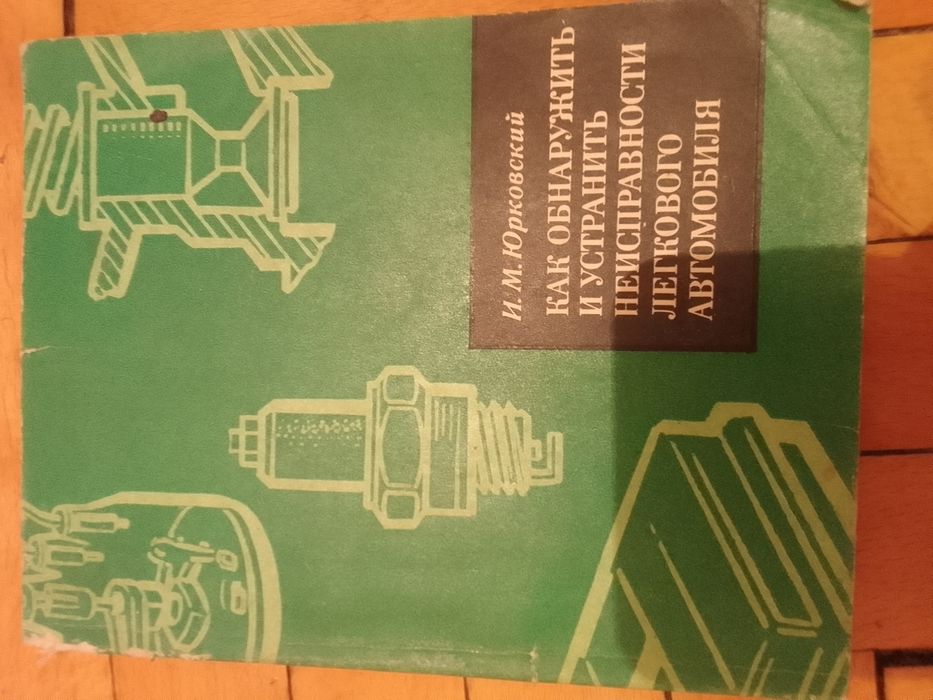 И. М. Юрковский
КАК ОБНАРУЖИТЬ
И УСТРАНИТЬ
НЕИСПРАВНОСТИ
ЛЕГКОВОГО
АВТОМОБИЛЯ